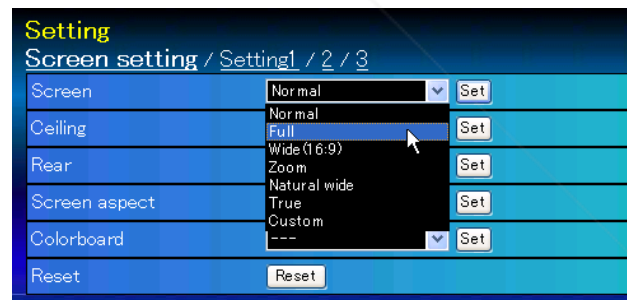 Setting
Screen setting / Setting1 / 2 / 3
Screen Normal Set
Normal
Ceiling Full Set
Wide(16:9)
Rear Zoom Set
Natural wide
Screen aspect True Set
Custom
Colorboard --- Set
Reset Reset